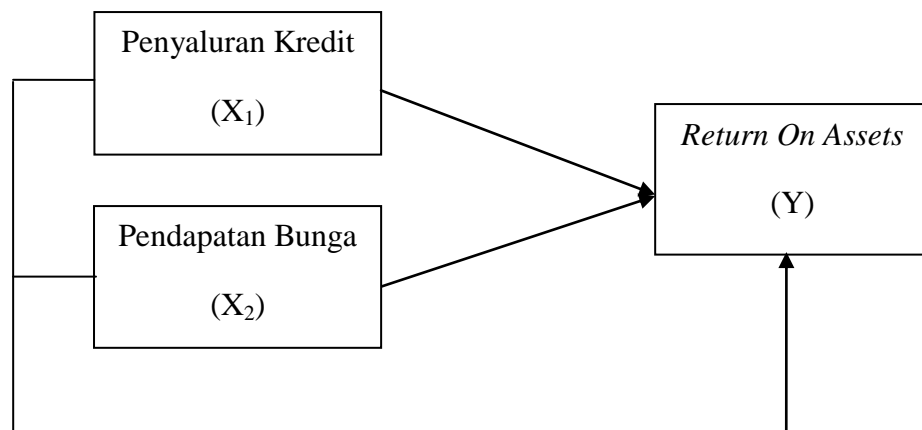 Penyaluran Kredit
(X₁)
Return On Assets
(Y)
Pendapatan Bunga
(X₂)